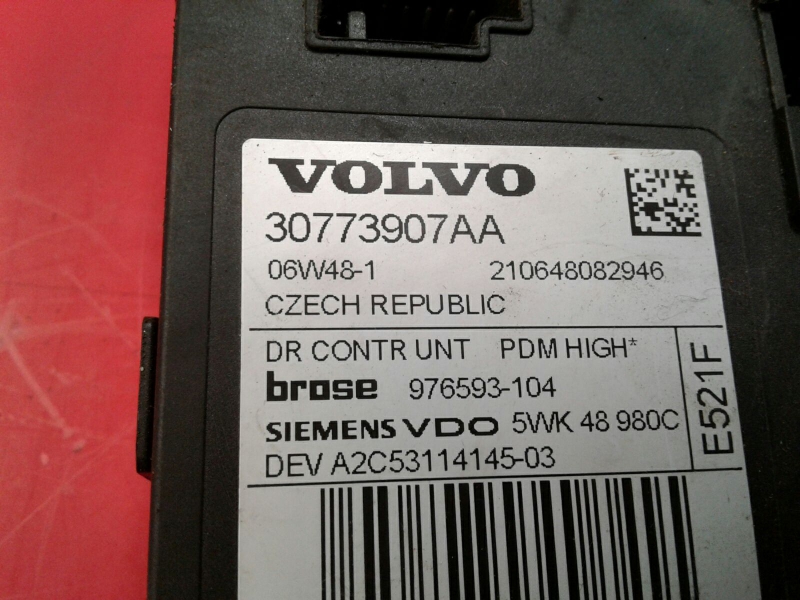 VOLVO
30773907AA
06W48-1 210648082946
CZECH REPUBLIC
DR CONTR UNT PDM HIGH*
brose 976593-104
SIEMENS VDO 5WK 48 980C
DEV A2C53114145-03
E521F